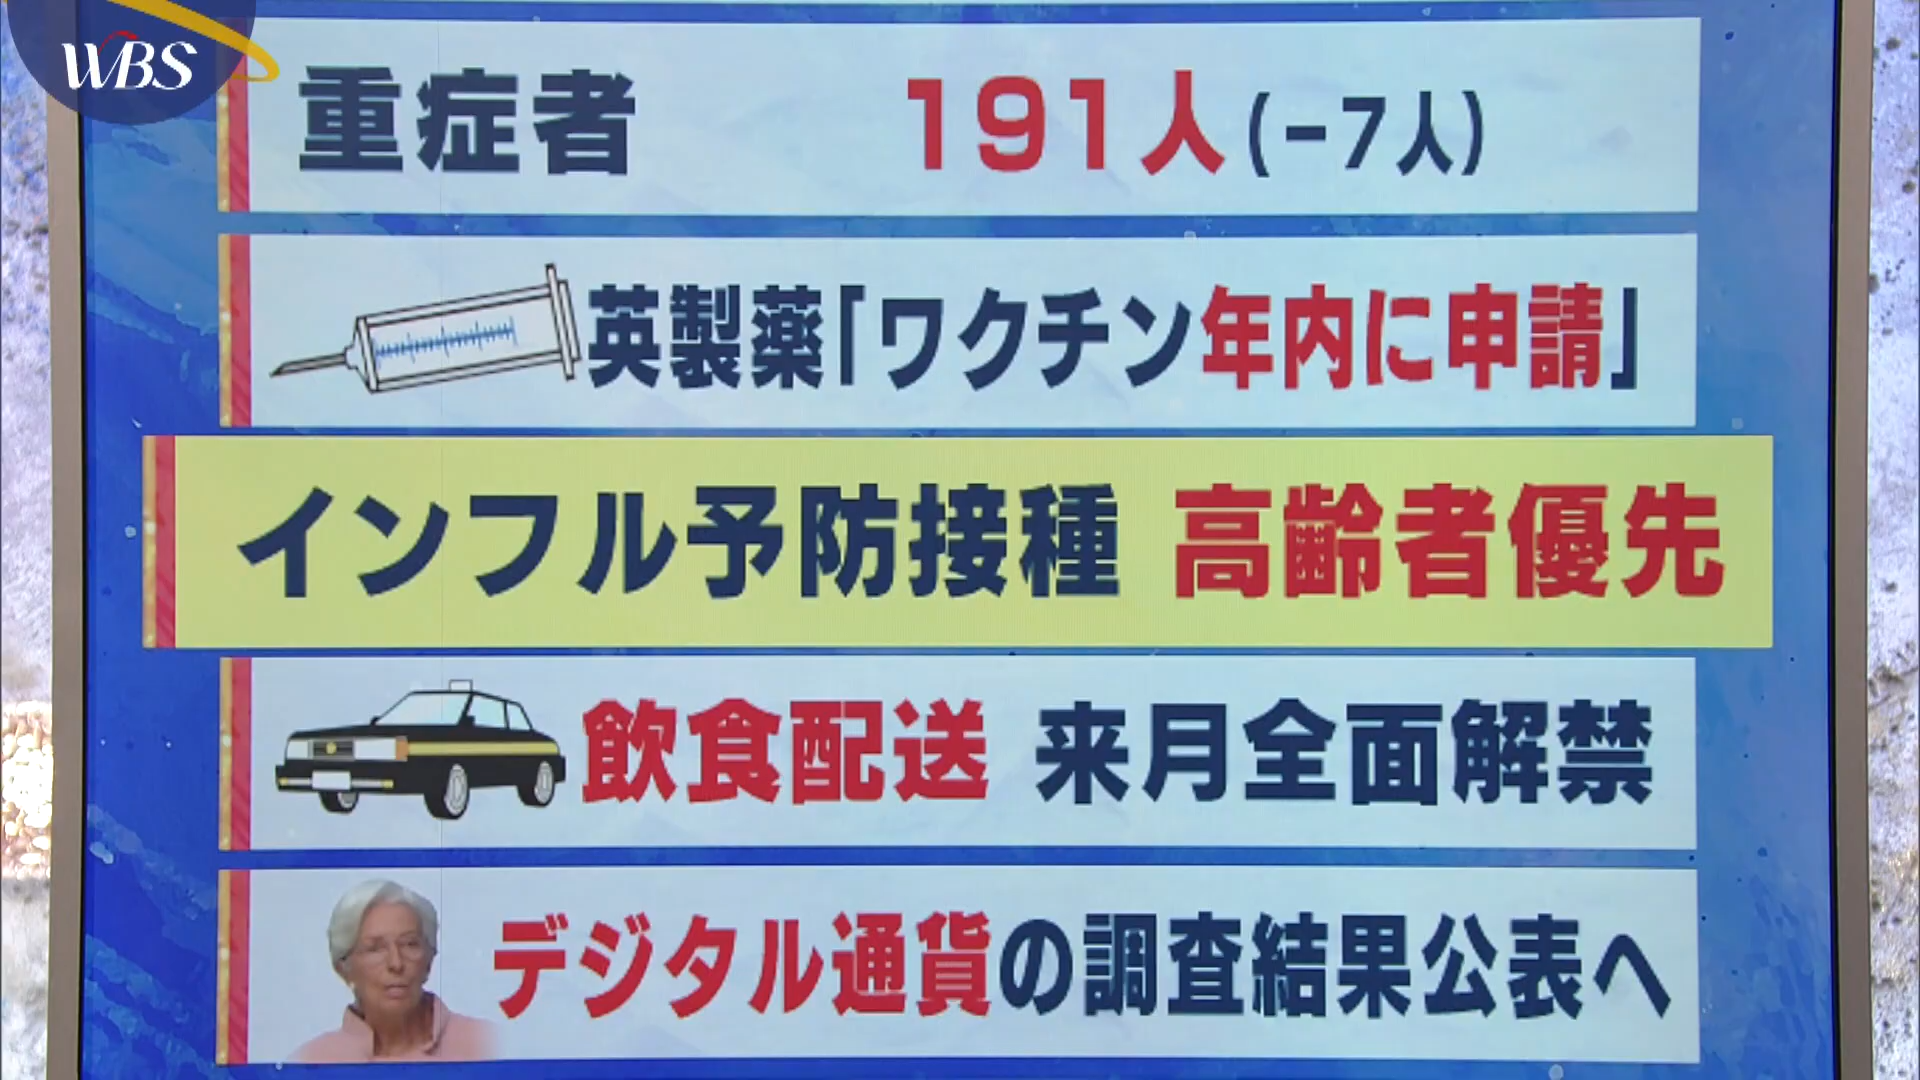 WBS
重症者 191人(-7人)
英製薬「ワクチン年内に申請」
インフル予防接種 高齢者優先
飲食配送 来月全面解禁
デジタル通貨の調査結果公表へ